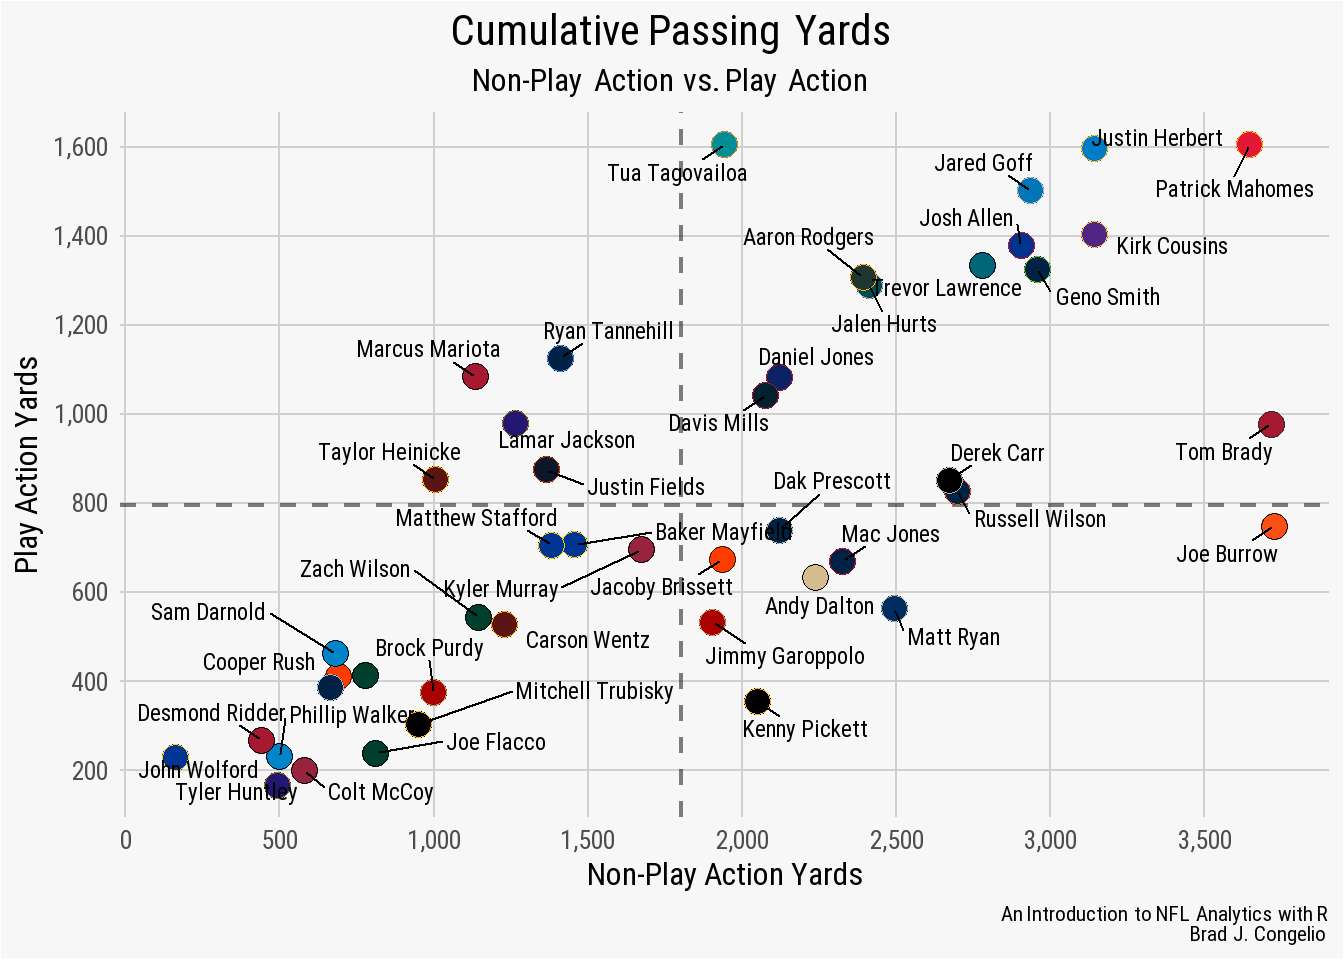 Cumulative Passing Yards
Non-Play Action vs. Play Action
Play Action Yards
1,600
1,400
1,200
1,000
800
600
400
200
Justin Herbert
Jared Goff
Tua Tagovailoa
Patrick Mahomes
Josh Allen
Aaron Rodgers
Kirk Cousins
Trevor Lawrence
Geno Smith
Jalen Hurts
Ryan Tannehill
Marcus Mariota
Daniel Jones
Davis Mills
Lamar Jackson
Taylor Heinicke
Tom Brady
Derek Carr
Justin Fields
Dak Prescott
Matthew Stafford
Russell Wilson
Baker Mayfield
Mac Jones
Joe Burrow
Zach Wilson
Kyler Murray
Jacoby Brissett
Sam Darnold
Andy Dalton
Carson Wentz
Matt Ryan
Brock Purdy
Jimmy Garoppolo
Cooper Rush
Mitchell Trubisky
Desmond Ridder
Phillip Walker
Kenny Pickett
Joe Flacco
John Wolford
Tyler Huntley
Colt McCoy
0
500
1,000
1,500
2,000
2,500
3,000
3,500
Non-Play Action Yards
An Introduction to NFL Analytics with R
Brad J. Congelio